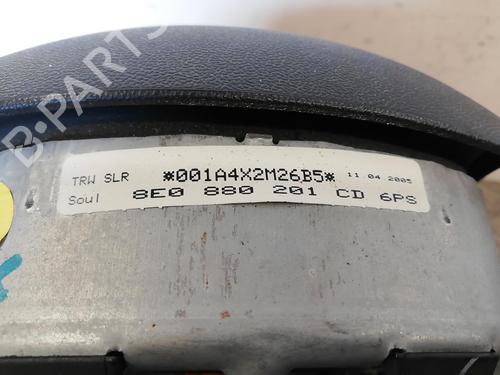 B-PARTS
TRW SLR *001A4X2M26B5* 11.04 2005
Soul 8E0 880 201 CD 6PS